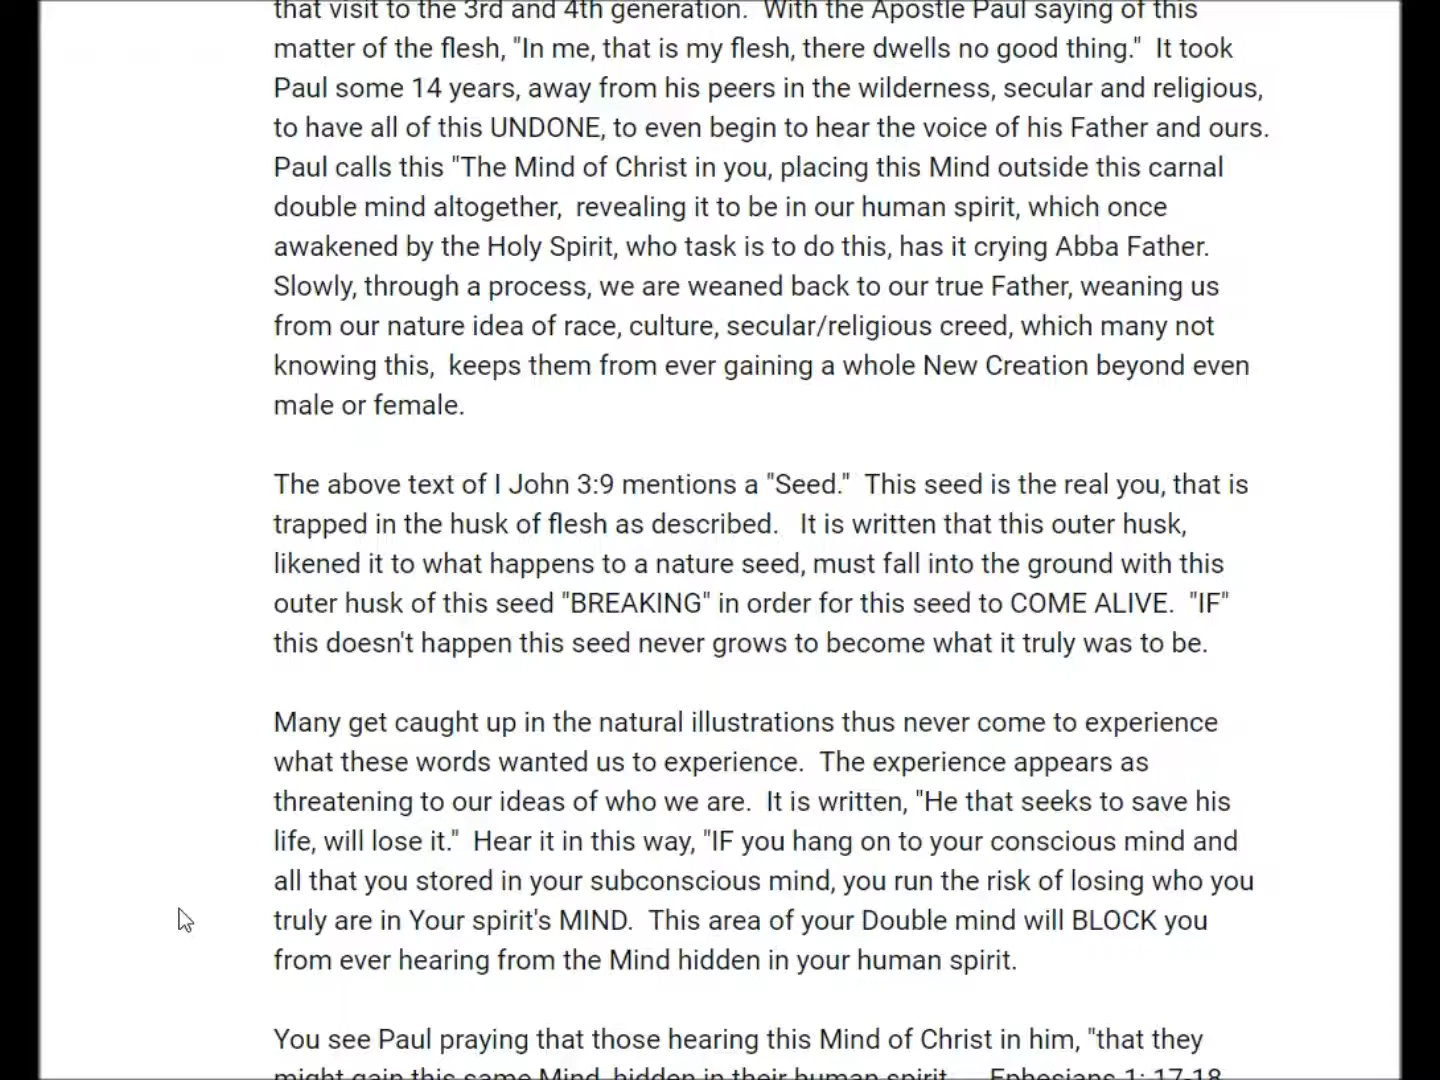 that visit to the 3rd and 4th generation.  With the Apostle Paul saying of this
matter of the flesh, "In me, that is my flesh, there dwells no good thing."  It took
Paul some 14 years, away from his peers in the wilderness, secular and religious,
to have all of this UNDONE, to even begin to hear the voice of his Father and ours.
Paul calls this "The Mind of Christ in you, placing this Mind outside this carnal
double mind altogether,  revealing it to be in our human spirit, which once
awakened by the Holy Spirit, who task is to do this, has it crying Abba Father.
Slowly, through a process, we are weaned back to our true Father, weaning us
from our nature idea of race, culture, secular/religious creed, which many not
knowing this,  keeps them from ever gaining a whole New Creation beyond even
male or female.
The above text of I John 3:9 mentions a "Seed."  This seed is the real you, that is
trapped in the husk of flesh as described.   It is written that this outer husk,
likened it to what happens to a nature seed, must fall into the ground with this
outer husk of this seed "BREAKING" in order for this seed to COME ALIVE.  "IF"
this doesn't happen this seed never grows to become what it truly was to be.
Many get caught up in the natural illustrations thus never come to experience
what these words wanted us to experience.  The experience appears as
threatening to our ideas of who we are.  It is written, "He that seeks to save his
life, will lose it."  Hear it in this way, "IF you hang on to your conscious mind and
all that you stored in your subconscious mind, you run the risk of losing who you
truly are in Your spirit's MIND.  This area of your Double mind will BLOCK you
from ever hearing from the Mind hidden in your human spirit.
You see Paul praying that those hearing this Mind of Christ in him, "that they
might gain this same Mind, hidden in their human spirit.    Ephesians 1: 17-18